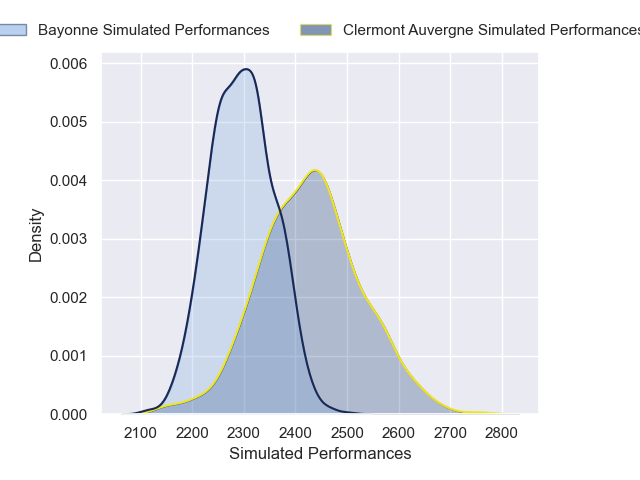 Bayonne Simulated Performances
Clermont Auvergne Simulated Performances
0.006
0.005
0.004
0.003
0.002
0.001
0.000
Density
2100 2200 2300 2400 2500 2600 2700 2800
Simulated Performances